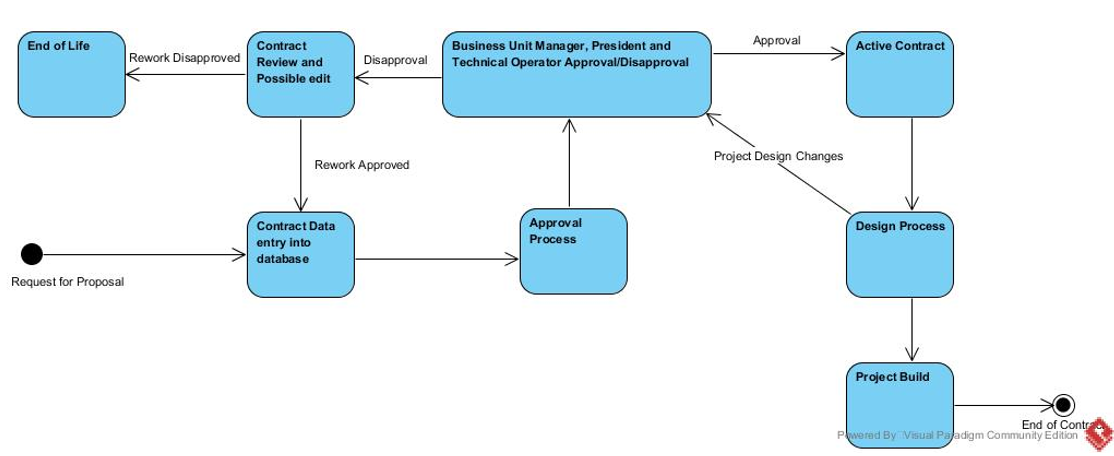 End of Life
Rework Disapproved
Contract
Review and
Possible edit
Disapproval
Business Unit Manager, President and
Technical Operator Approval/Disapproval
Approval
Active Contract
Rework Approved
Project Design Changes
Request for Proposal
Contract Data
entry into
database
Approval
Process
Design Process
Project Build
End of Contract
Powered By Visual Paradigm Community Edition